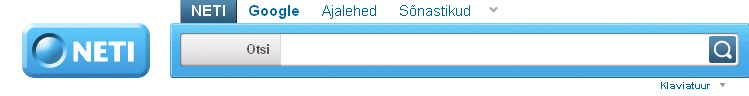 NETI Google Ajalehed Sõnastikud
NETI
Otsi
Klaviatuur